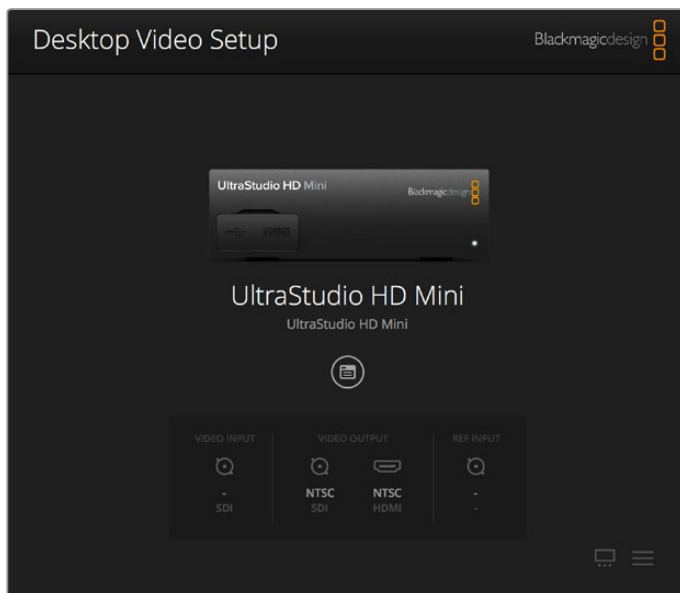 Desktop Video Setup
Blackmagicdesign
UltraStudio HD Mini
Blackmagicdesign
UltraStudio HD Mini
UltraStudio HD Mini
VIDEO INPUT
VIDEO OUTPUT
REF INPUT
-
NTSC
NTSC
-
SDI
SDI
HDMI
-